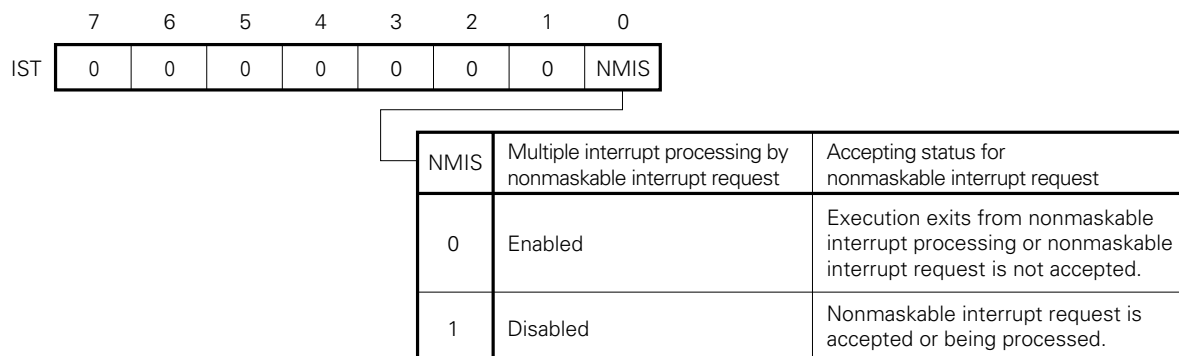 7 6 5 4 3 2 1 0
IST 0 0 0 0 0 0 0 NMIS
NMIS
Multiple interrupt processing by
nonmaskable interrupt request
Accepting status for
nonmaskable interrupt request
0
Enabled
Execution exits from nonmaskable
interrupt processing or nonmaskable
interrupt request is not accepted.
1
Disabled
Nonmaskable interrupt request is
accepted or being processed.